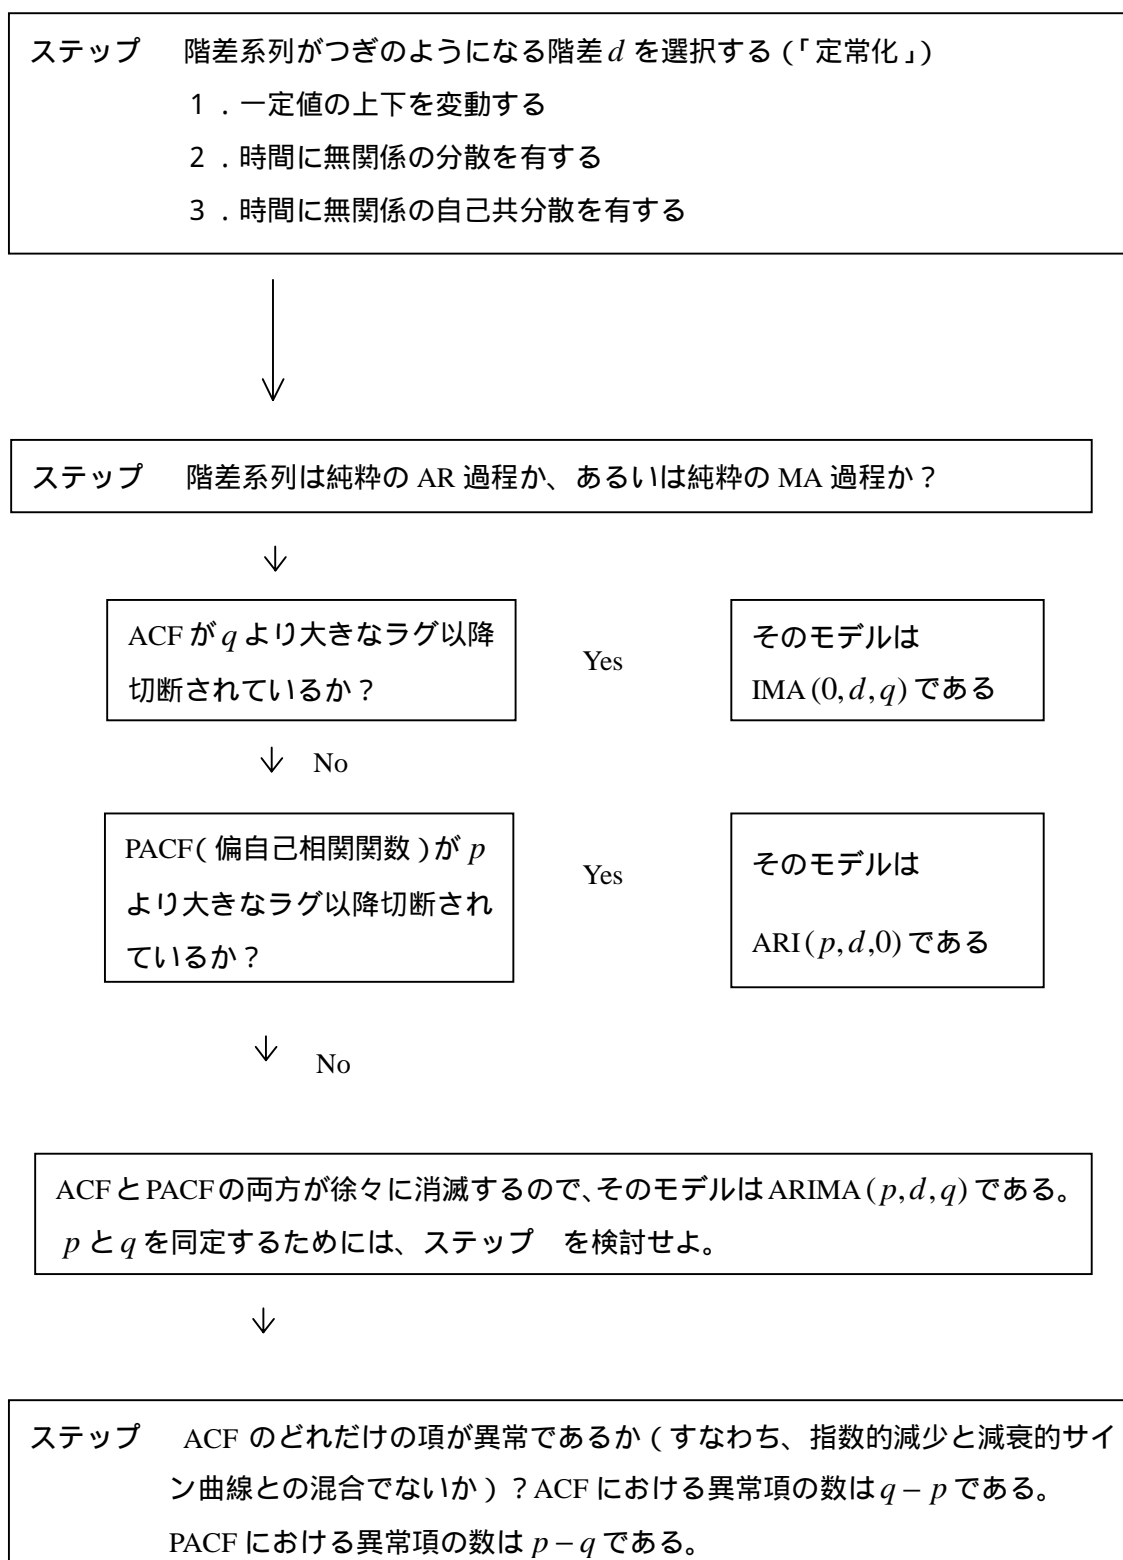 ステップ　階差系列がつぎのようになる階差 d を選択する (「定常化」)
１．一定値の上下を変動する
２．時間に無関係の分散を有する
３．時間に無関係の自己共分散を有する
ステップ　階差系列は純粋の AR 過程か、あるいは純粋の MA 過程か？
ACF が q より大きなラグ以降
切断されているか？
Yes
そのモデルは
IMA (0, d, q) である
No
PACF( 偏自己相関関数 )が p
より大きなラグ以降切断され
ているか？
Yes
そのモデルは
ARI (p, d,0) である
No
ACF と PACF の両方が徐々に消滅するので、そのモデルは ARIMA (p, d, q) である。
p と q を同定するためには、ステップ　を検討せよ。
ステップ　ACF のどれだけの項が異常であるか ( すなわち、指数的減少と減衰的サイ
ン曲線との混合でないか ) ？ACF における異常項の数は q − p である。
PACF における異常項の数は p − q である。